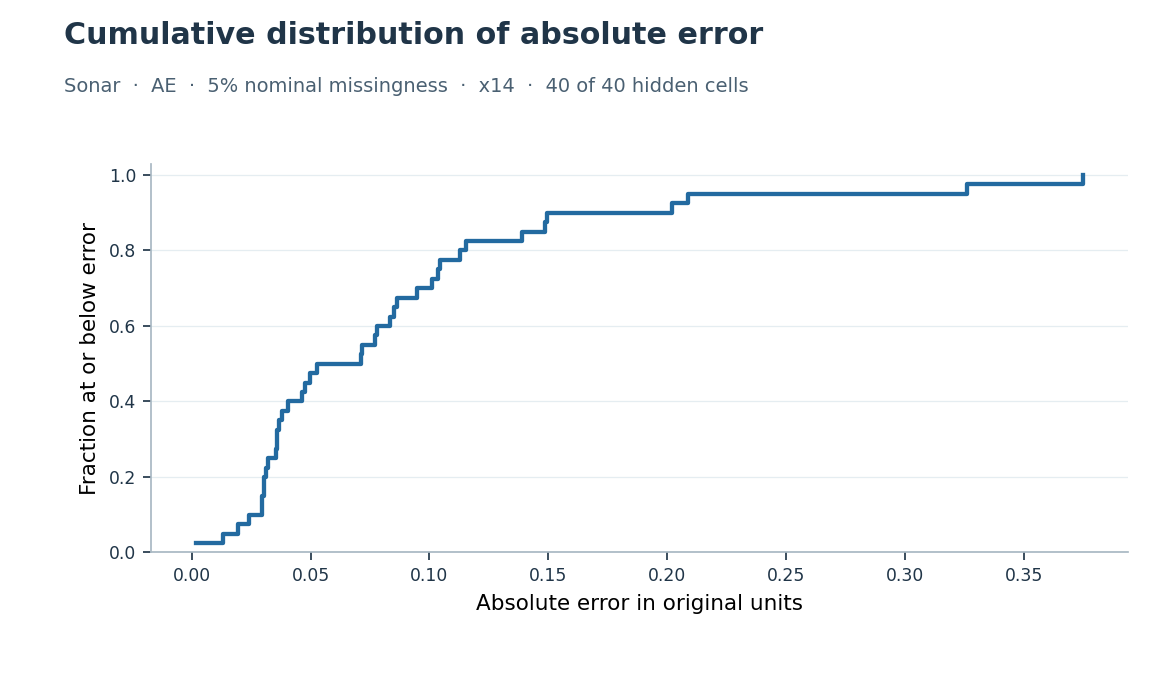 Cumulative distribution of absolute error
Sonar · AE · 5% nominal missingness · x14 · 40 of 40 hidden cells
1.0
0.8
0.6
0.4
0.2
0.0
Fraction at or below error
0.00 0.05 0.10 0.15 0.20 0.25 0.30 0.35
Absolute error in original units